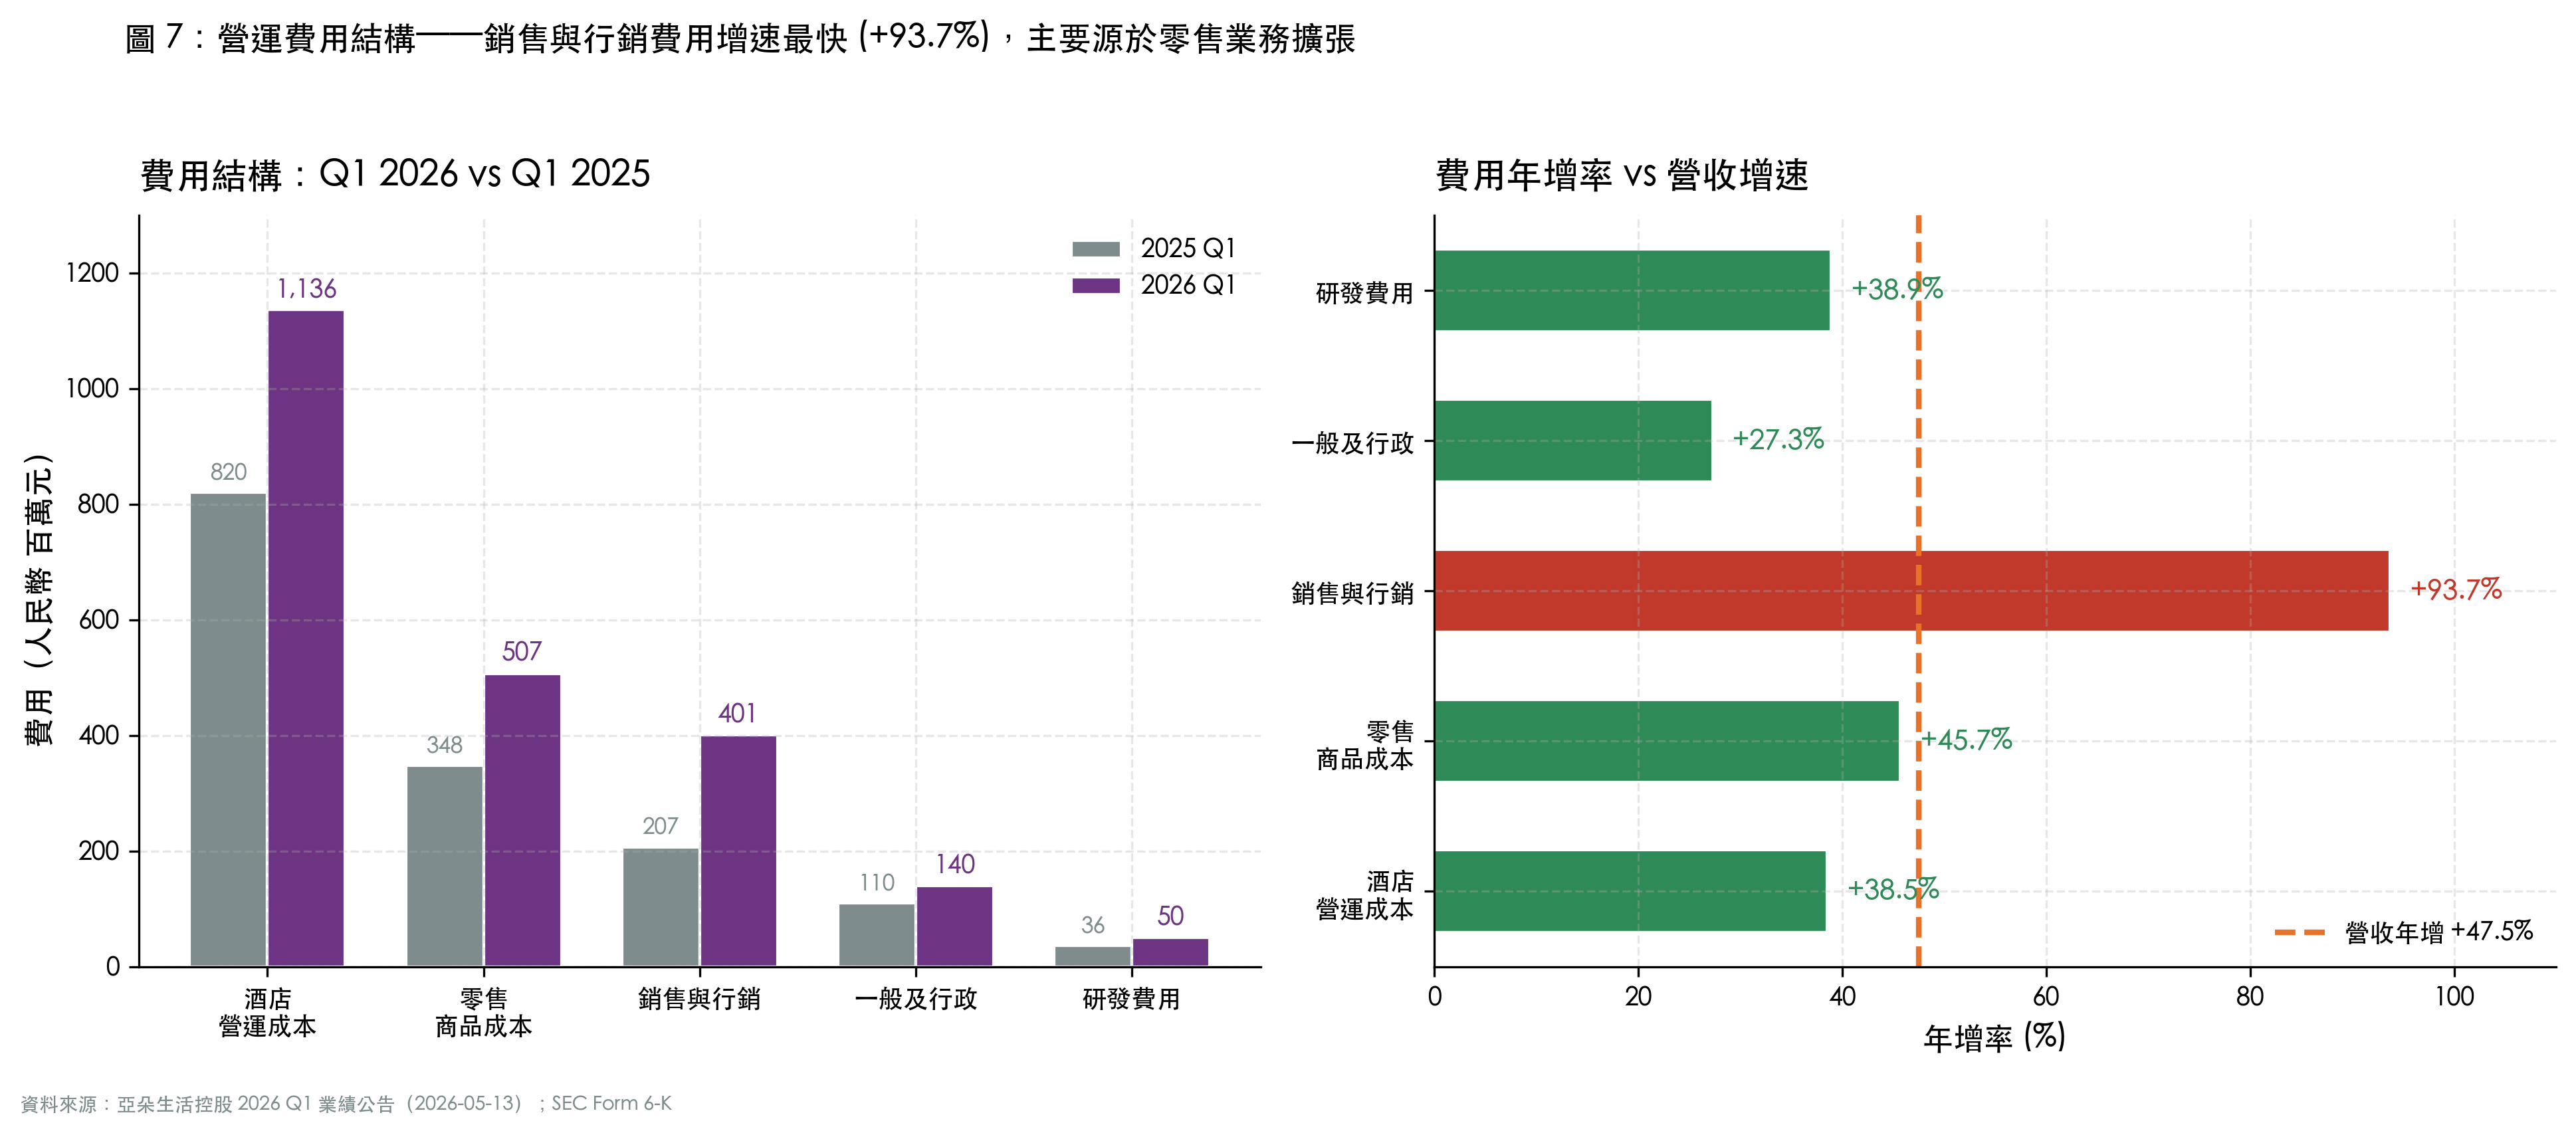 圖 7：營運費用結構——銷售與行銷費用增速最快 (+93.7%)，主要源於零售業務擴張
費用結構：Q1 2026 vs Q1 2025
2025 Q1
2026 Q1
費用（人民幣 百萬元）
1200
1000
800
600
400
200
0
820
1,136
348
507
207
401
110
140
36
50
酒店
營運成本
零售
商品成本
銷售與行銷
一般及行政
研發費用
費用年增率 vs 營收增速
研發費用
+38.9%
一般及行政
+27.3%
銷售與行銷
+93.7%
零售
商品成本
+45.7%
酒店
營運成本
+38.5%
營收年增 +47.5%
0
20
40
60
80
100
年增率 (%)
資料來源：亞朵生活控股 2026 Q1 業績公告（2026-05-13）；SEC Form 6-K